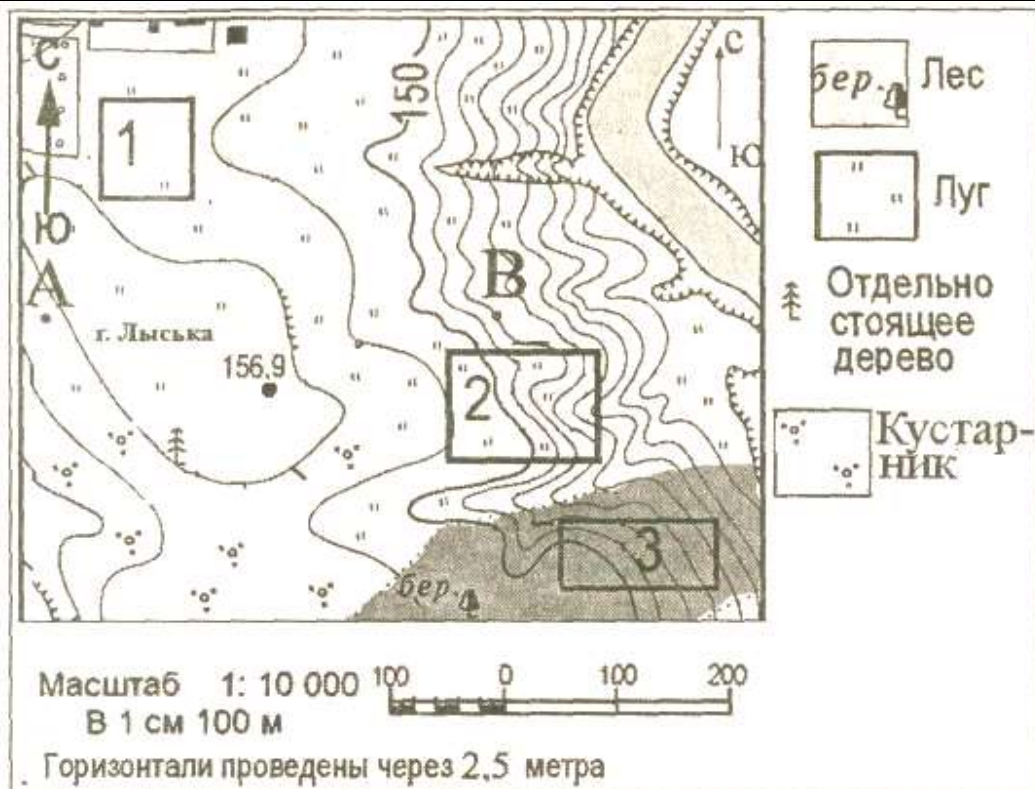 С
1
150
С
Ю
Ю
А
В
г. Лыська
156,9
2
3
бер.
бер. Лес
Луг
Отдельно
стоящее
дерево
Кустар-
ник
Масштаб 1: 10 000
В 1 см 100 м
100 0 100 200
Горизонтали проведены через 2,5 метра